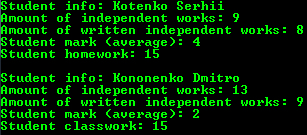 Student info: Kotenko Serhii
Amount of independent works: 9
Amount of written independent works: 8
Student mark (average): 4
Student homework: 15
Student info: Kononenko Dmitro
Amount of independent works: 13
Amount of written independent works: 9
Student mark (average): 2
Student classwork: 15